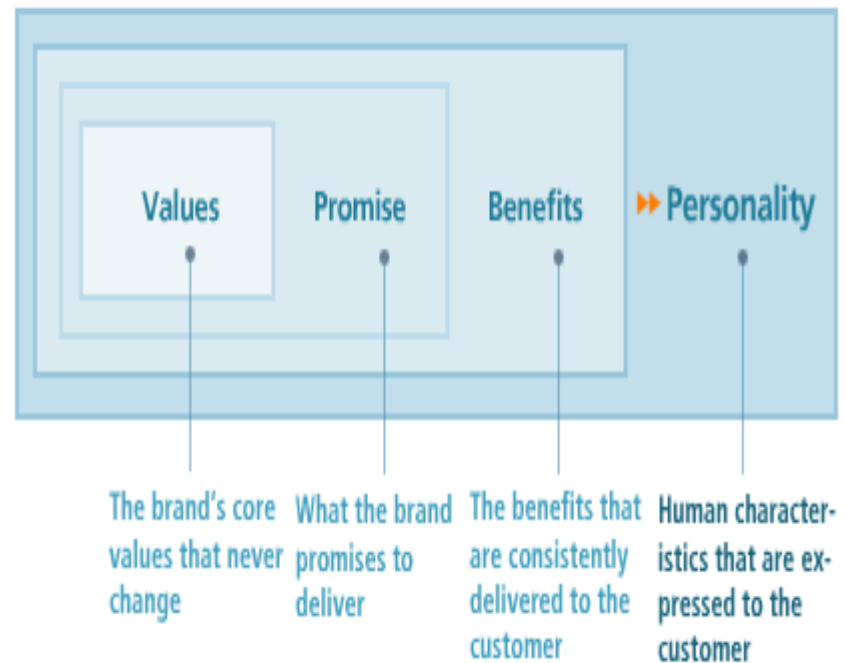 Values
Promise
Benefits
Personality
The brand's core
values that never
change
What the brand
promises to
deliver
The benefits that
are consistently
delivered to the
customer
Human character-
istics that are ex-
pressed to the
customer